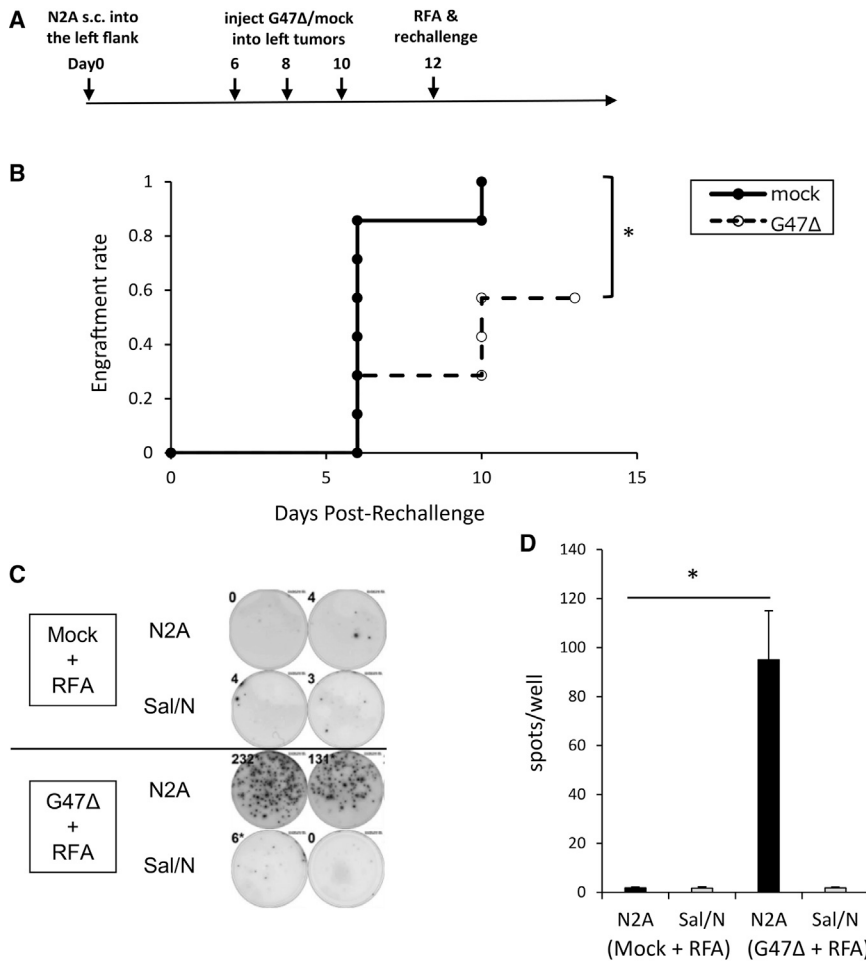 A
N2A s.c. into
the left flank
inject G47Δ/mock
into left tumors
RFA &
rechallenge
Day0 6 8 10 12
B
1
0.8
0.6
0.4
0.2
0
Engraftment rate
0 5 10 15
Days Post-Rechallenge
mock
G47Δ
*
C
Mock
+
RFA
N2A
0 4
Sal/N
4 3
G47Δ
+
RFA
N2A
232 131
Sal/N
6* 0
D
140
120
100
80
60
40
20
0
spots/well
*
N2A Sal/N N2A Sal/N
(Mock + RFA) (G47Δ + RFA)